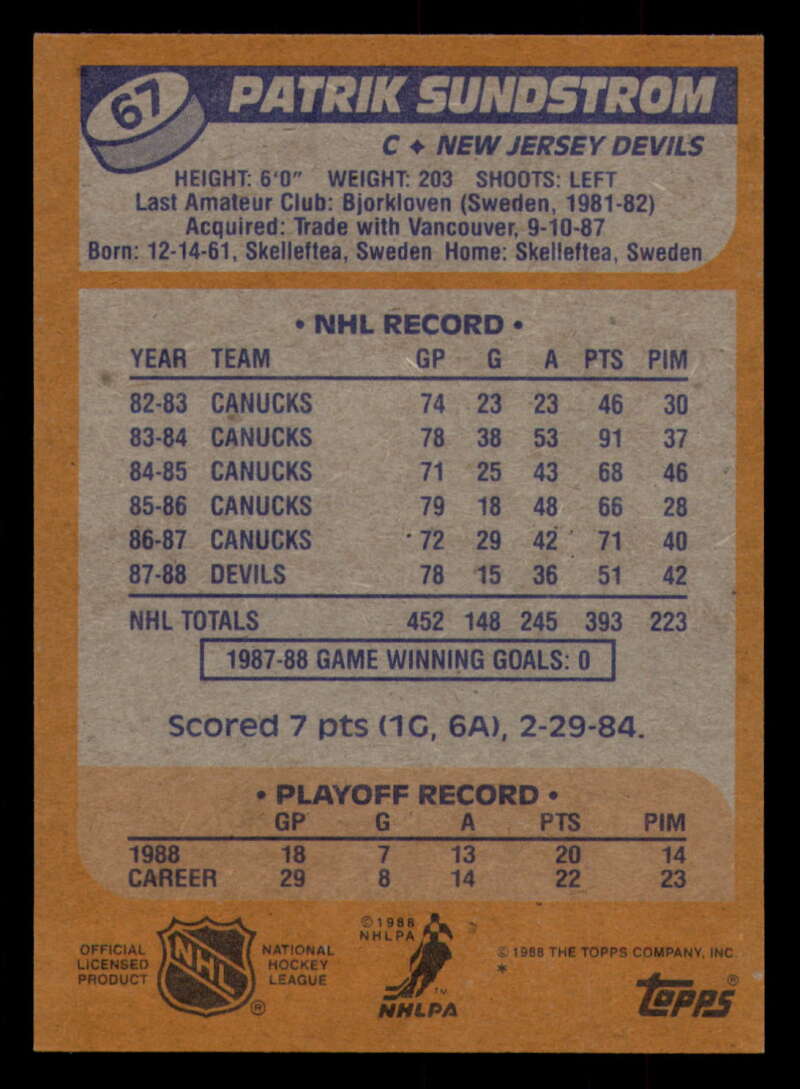 67 PATRIK SUNDSTROM
C ♦ NEW JERSEY DEVILS
HEIGHT: 6'0" WEIGHT: 203 SHOOTS: LEFT
Last Amateur Club: Bjorkloven (Sweden, 1981-82)
Acquired: Trade with Vancouver, 9-10-87
Born: 12-14-61, Skelleftea, Sweden Home: Skelleftea, Sweden
• NHL RECORD •
YEAR TEAM GP G A PTS PIM
82-83 CANUCKS 74 23 23 46 30
83-84 CANUCKS 78 38 53 91 37
84-85 CANUCKS 71 25 43 68 46
85-86 CANUCKS 79 18 48 66 28
86-87 CANUCKS 72 29 42 71 40
87-88 DEVILS 78 15 36 51 42
NHL TOTALS 452 148 245 393 223
1987-88 GAME WINNING GOALS: 0
Scored 7 pts (1G, 6A), 2-29-84.
• PLAYOFF RECORD •
GP G A PTS PIM
1988 18 7 13 20 14
CAREER 29 8 14 22 23
OFFICIAL
LICENSED
PRODUCT
NHL
®
NATIONAL
HOCKEY
LEAGUE
© 1988
NHLPA
TM
NHLPA
© 1988 THE TOPPS COMPANY, INC.
*
topps®